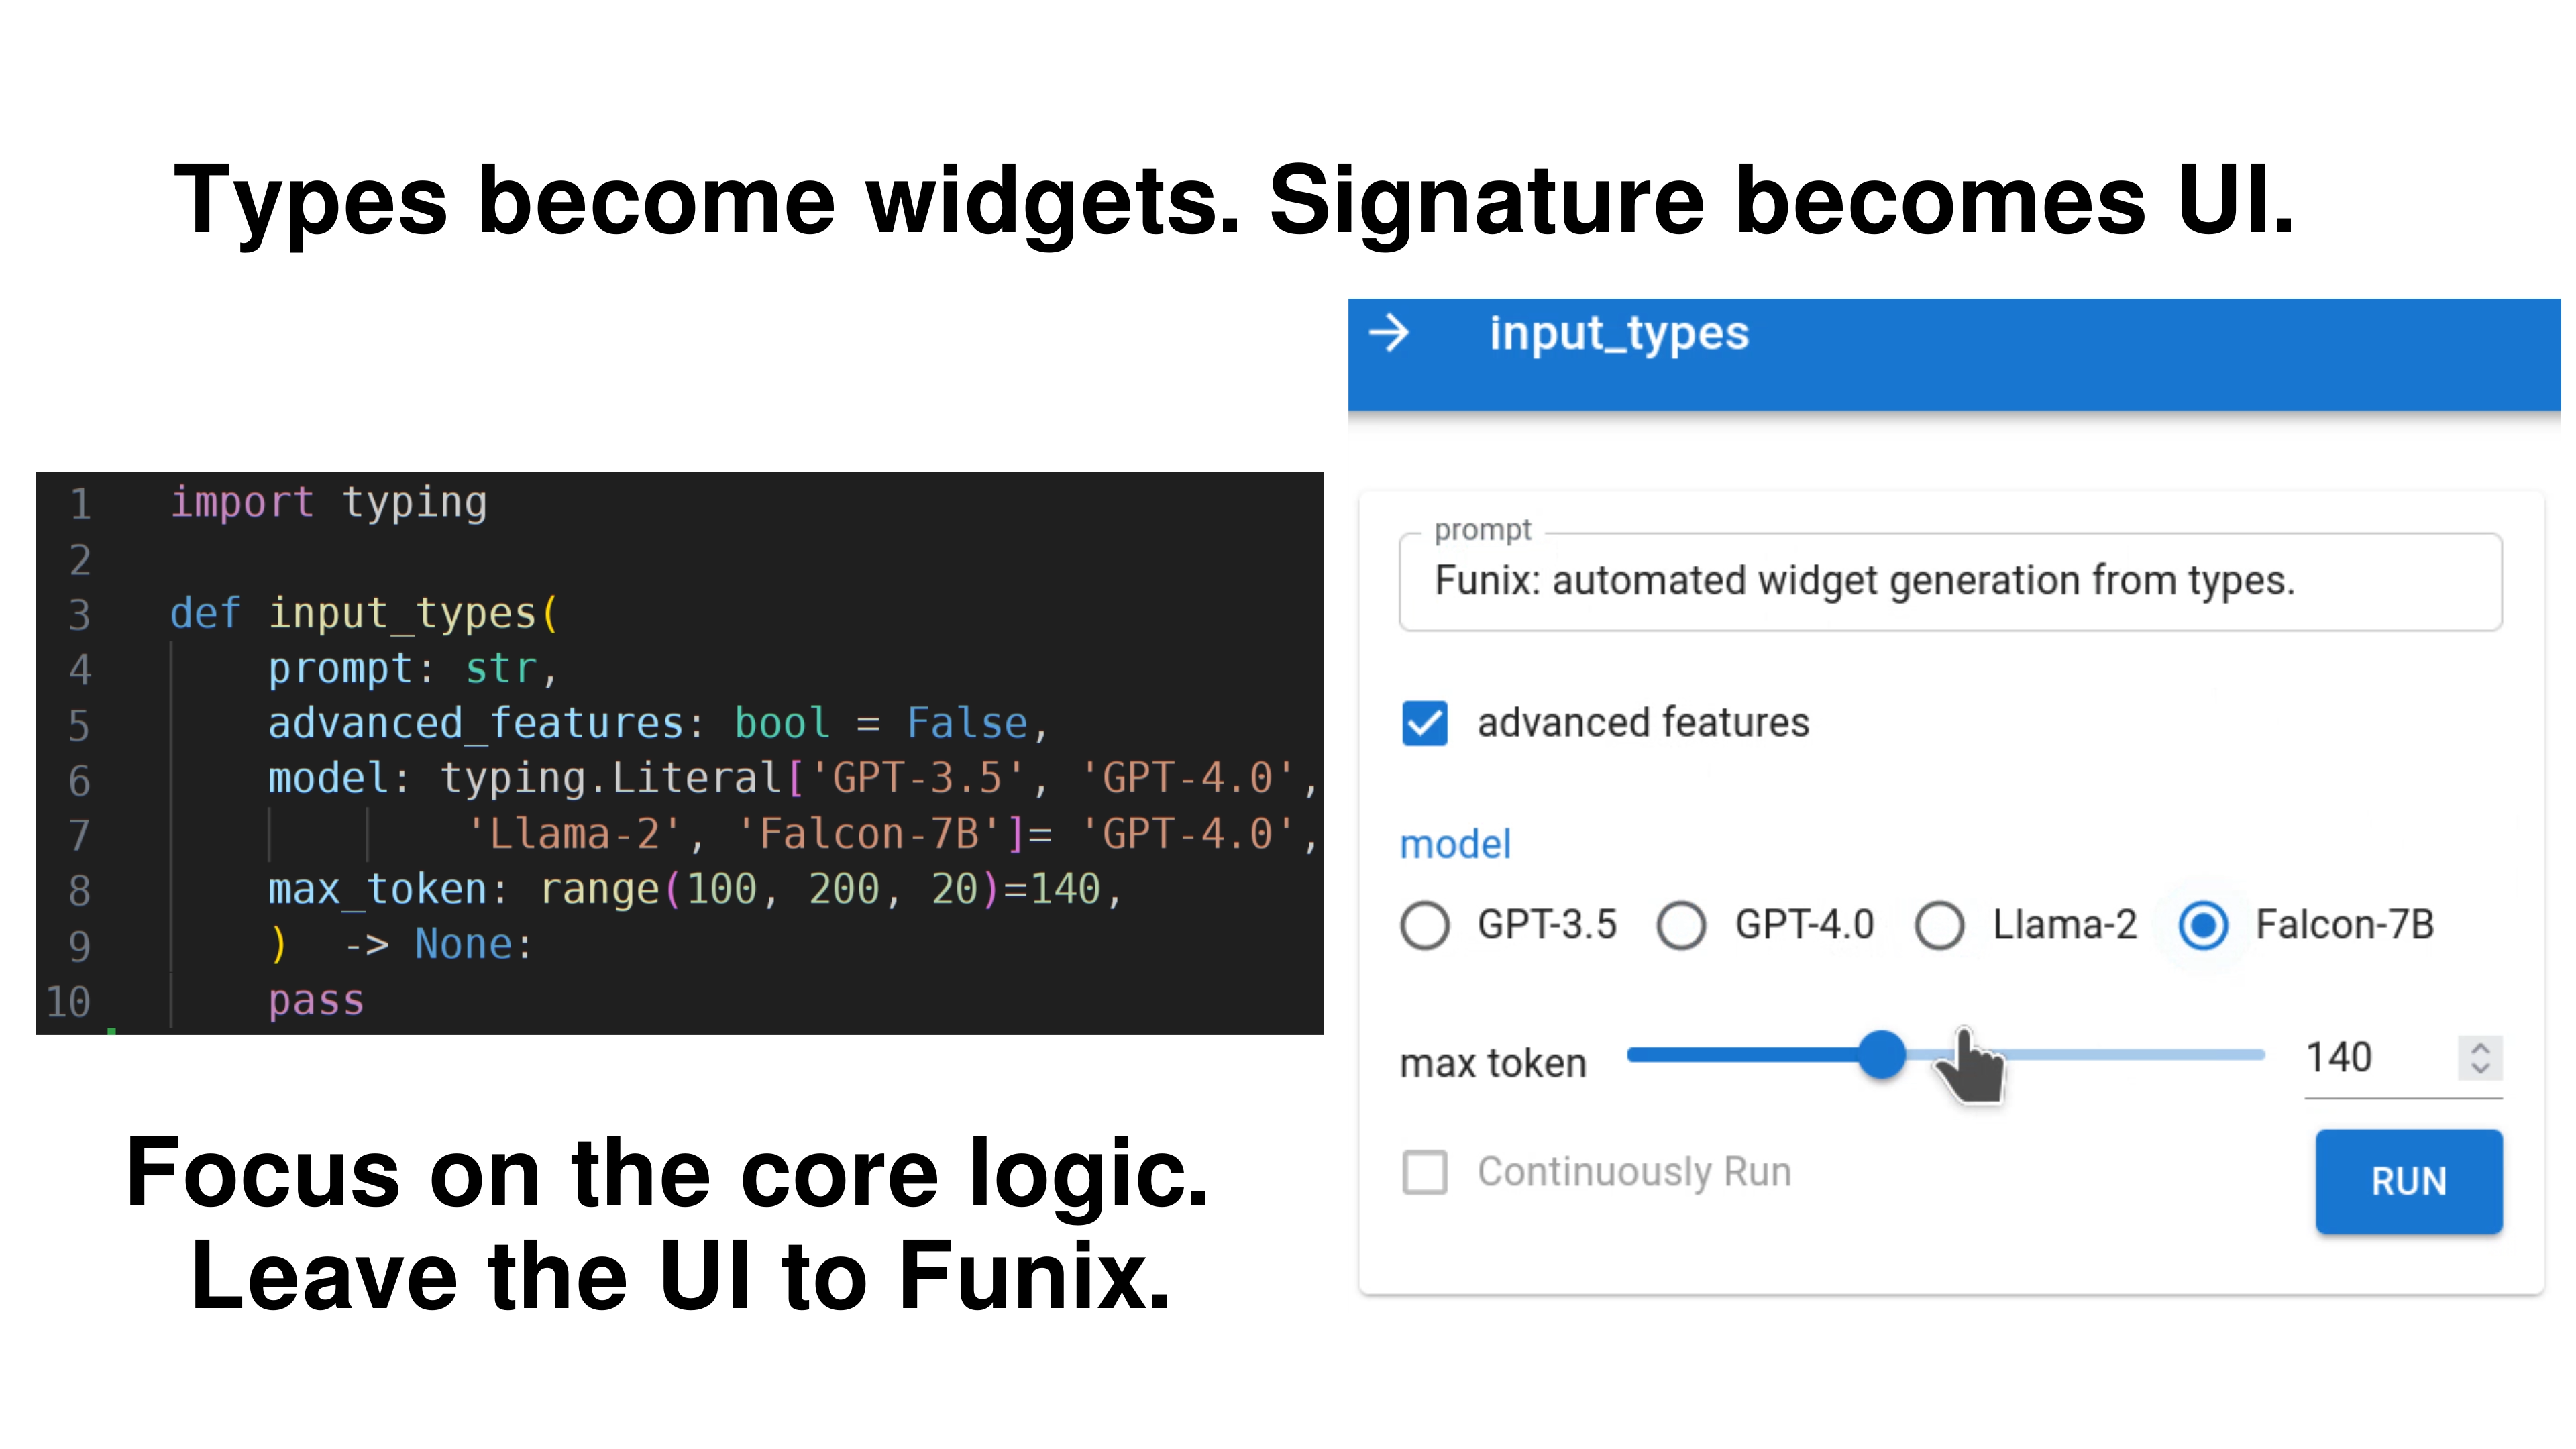 Types become widgets. Signature becomes UI.
1 import typing
2
3 def input_types(
4 prompt: str,
5 advanced_features: bool = False,
6 model: typing.Literal['GPT-3.5', 'GPT-4.0',
7 'Llama-2', 'Falcon-7B']= 'GPT-4.0',
8 max_token: range(100, 200, 20)=140,
9 ) -> None:
10 pass
Focus on the core logic.
Leave the UI to Funix.
input_types
prompt
Funix: automated widget generation from types.
advanced features
model
GPT-3.5 GPT-4.0 Llama-2 Falcon-7B
max token 140
Continuously Run
RUN